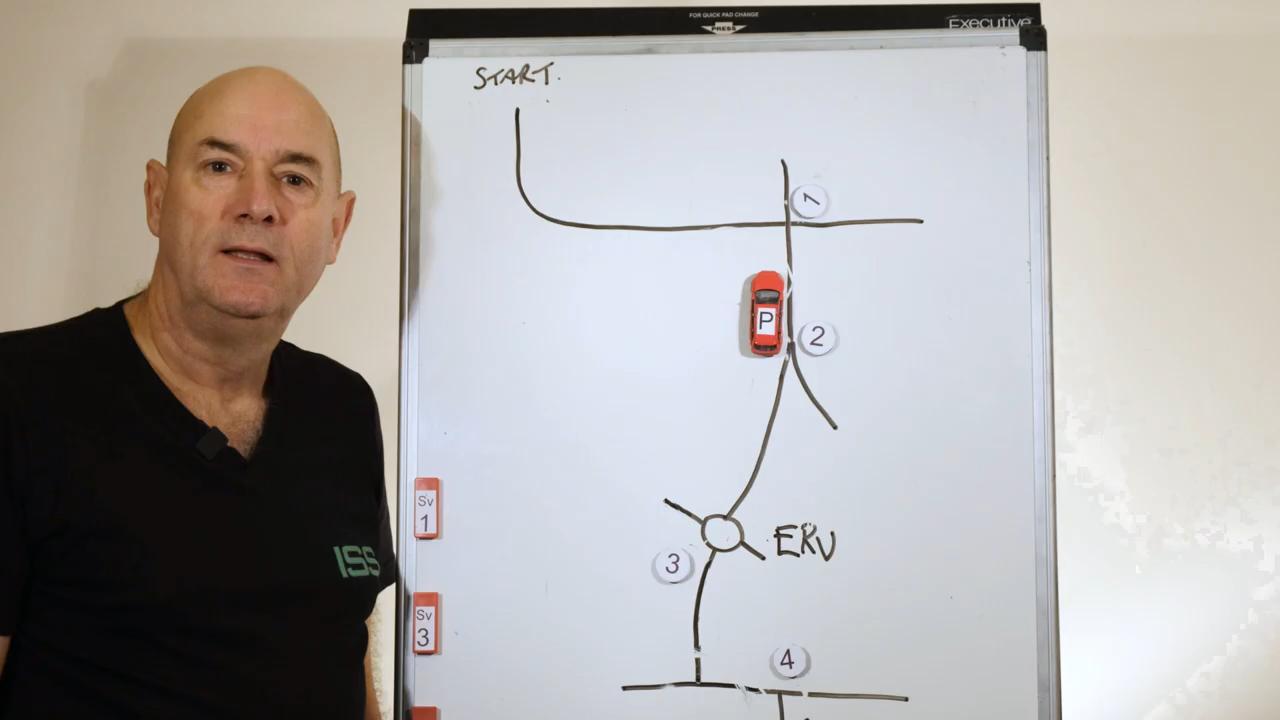 FOR QUICK PAD CHANGE
PRESS
Executive
START.
1
P
2
Sv
1
ERV
3
ISS
Sv
3
4